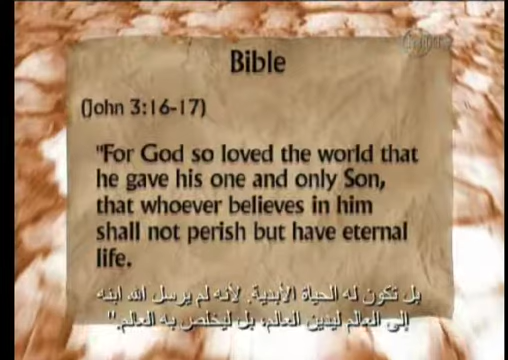 Bible
(John 3:16-17)
"For God so loved the world that
he gave his one and only Son,
that whoever believes in him
shall not perish but have eternal
life.
بل تكون له الحياة الأبدية. لأنه لم يرسل الله ابنه
إلى العالم ليدين العالم، بل ليخلص به العالم."